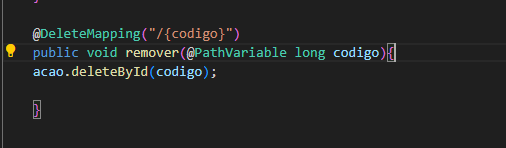 @DeleteMapping("/{codigo}")
public void remover(@PathVariable long codigo){
acao.deleteById(codigo);
}